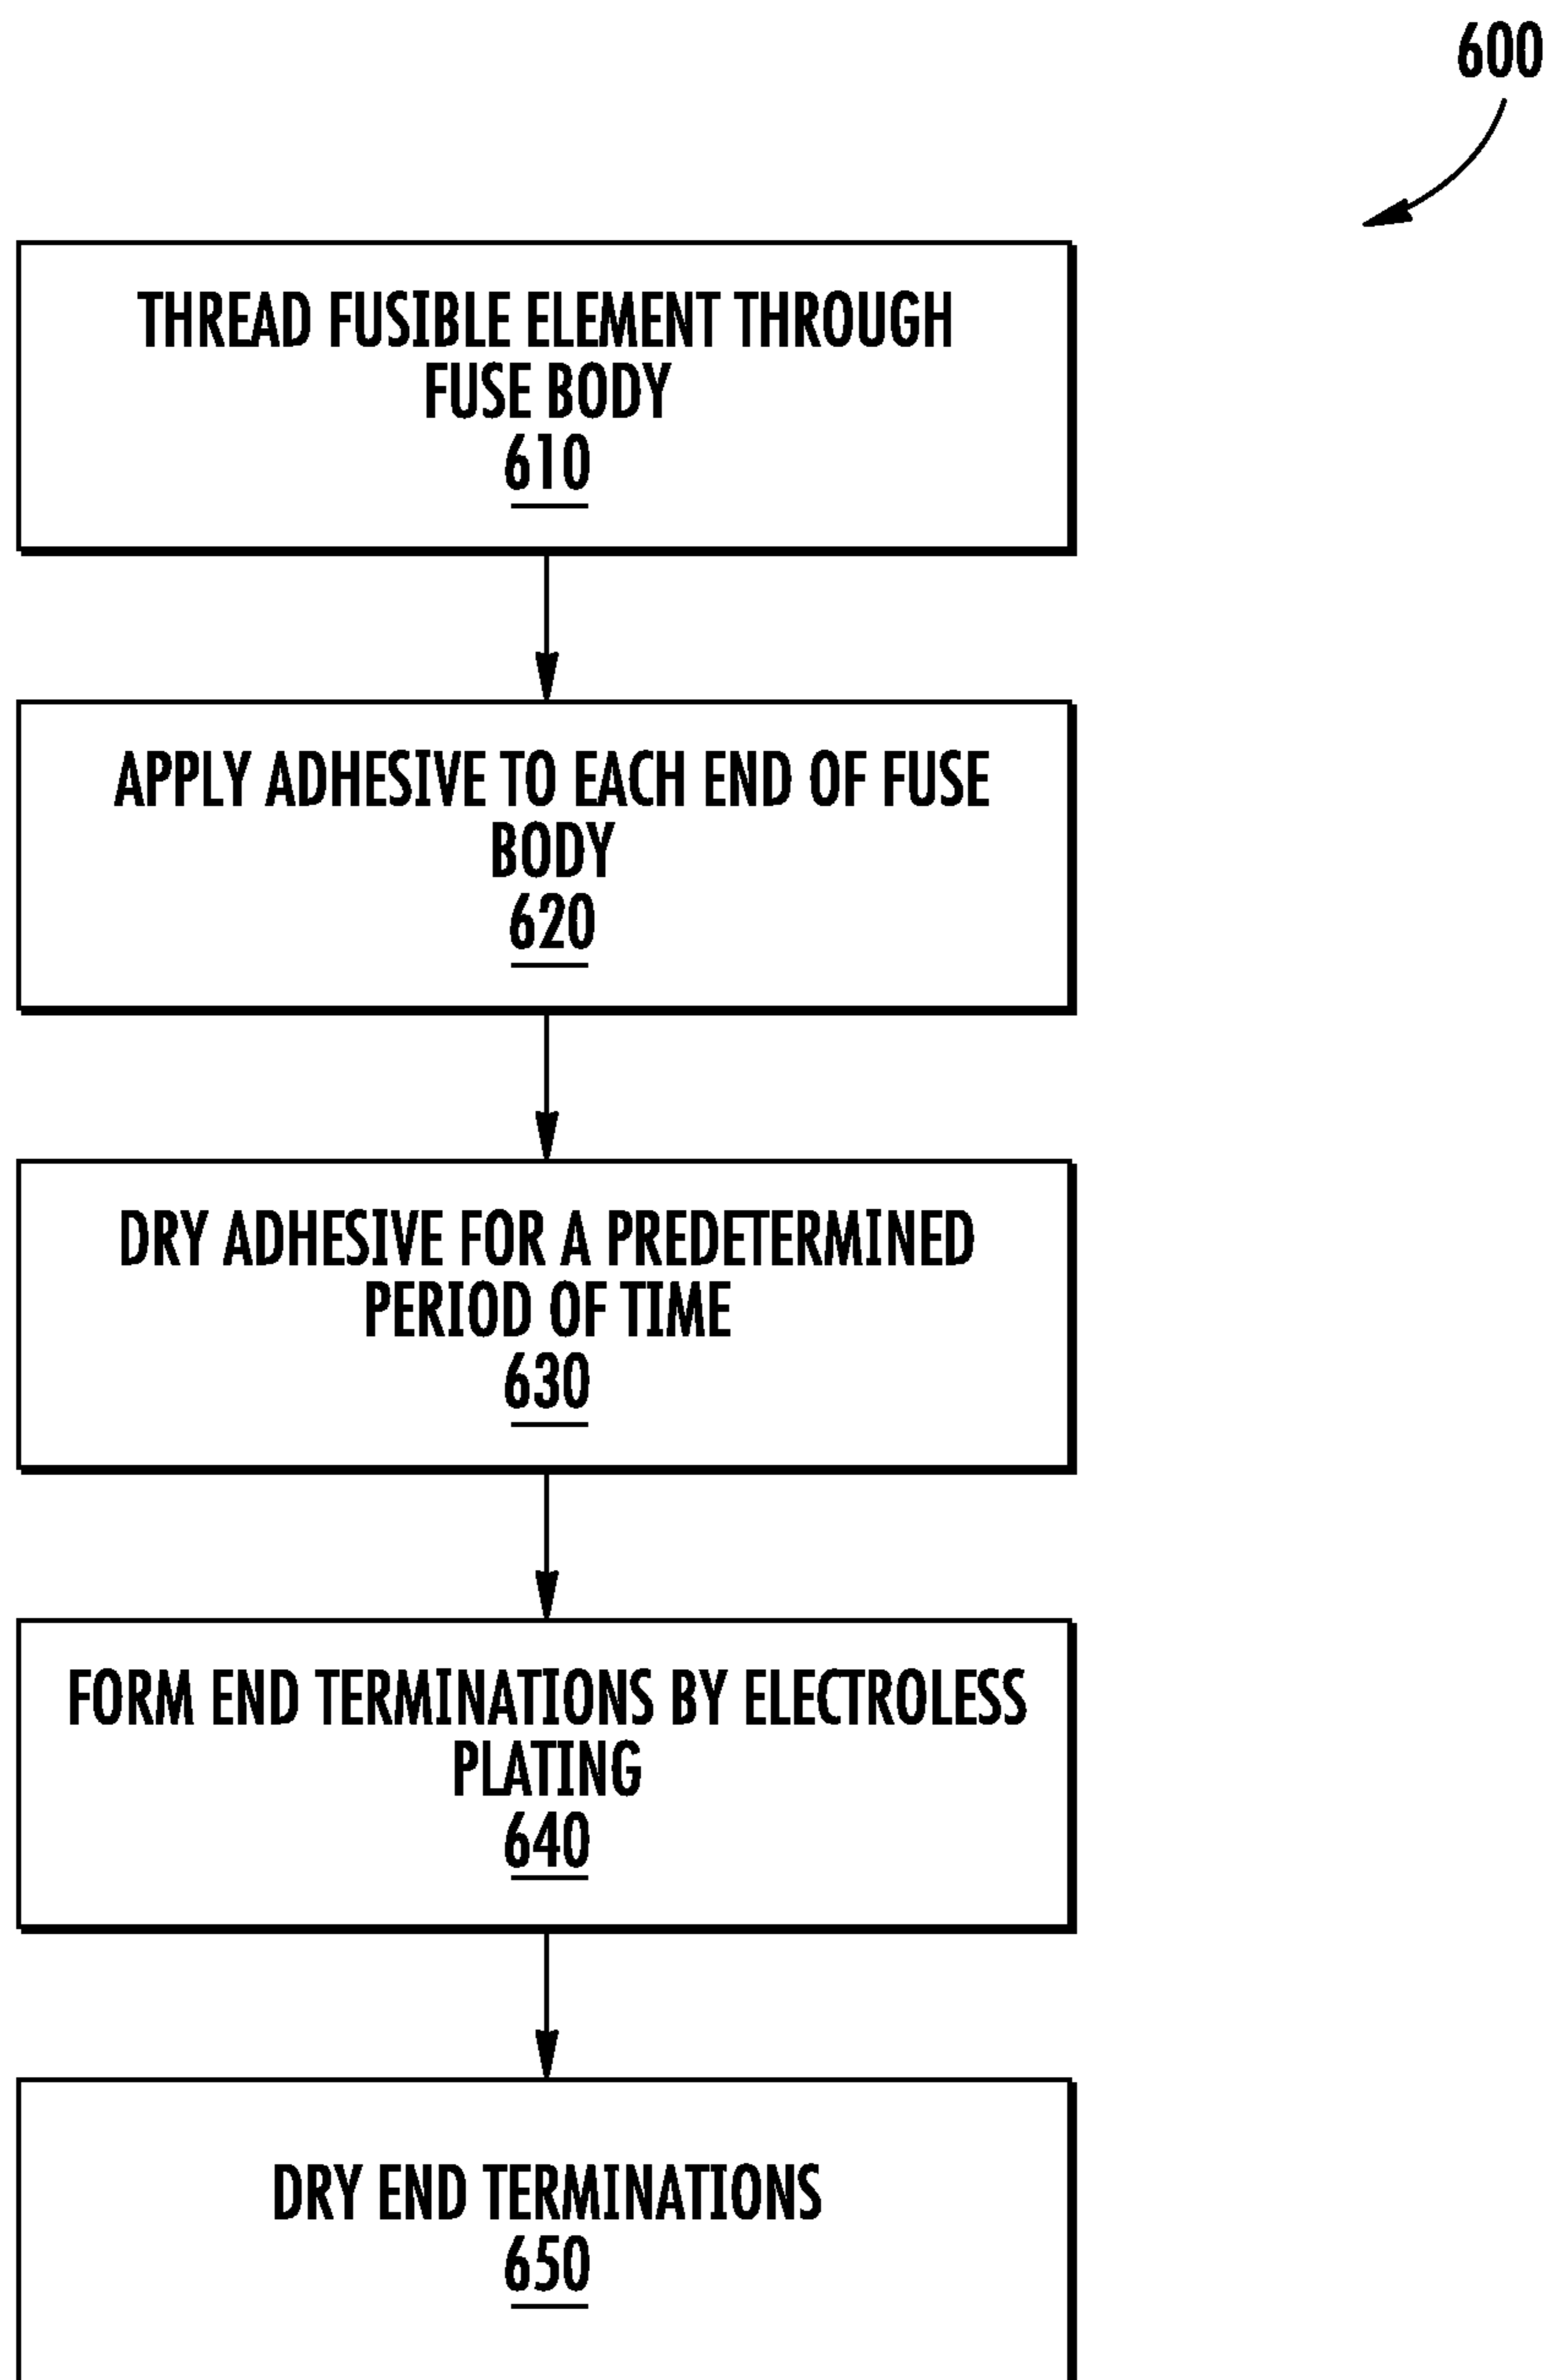 600
THREAD FUSIBLE ELEMENT THROUGH
FUSE BODY
610
APPLY ADHESIVE TO EACH END OF FUSE
BODY
620
DRY ADHESIVE FOR A PREDETERMINED
PERIOD OF TIME
630
FORM END TERMINATIONS BY ELECTROLESS
PLATING
640
DRY END TERMINATIONS
650